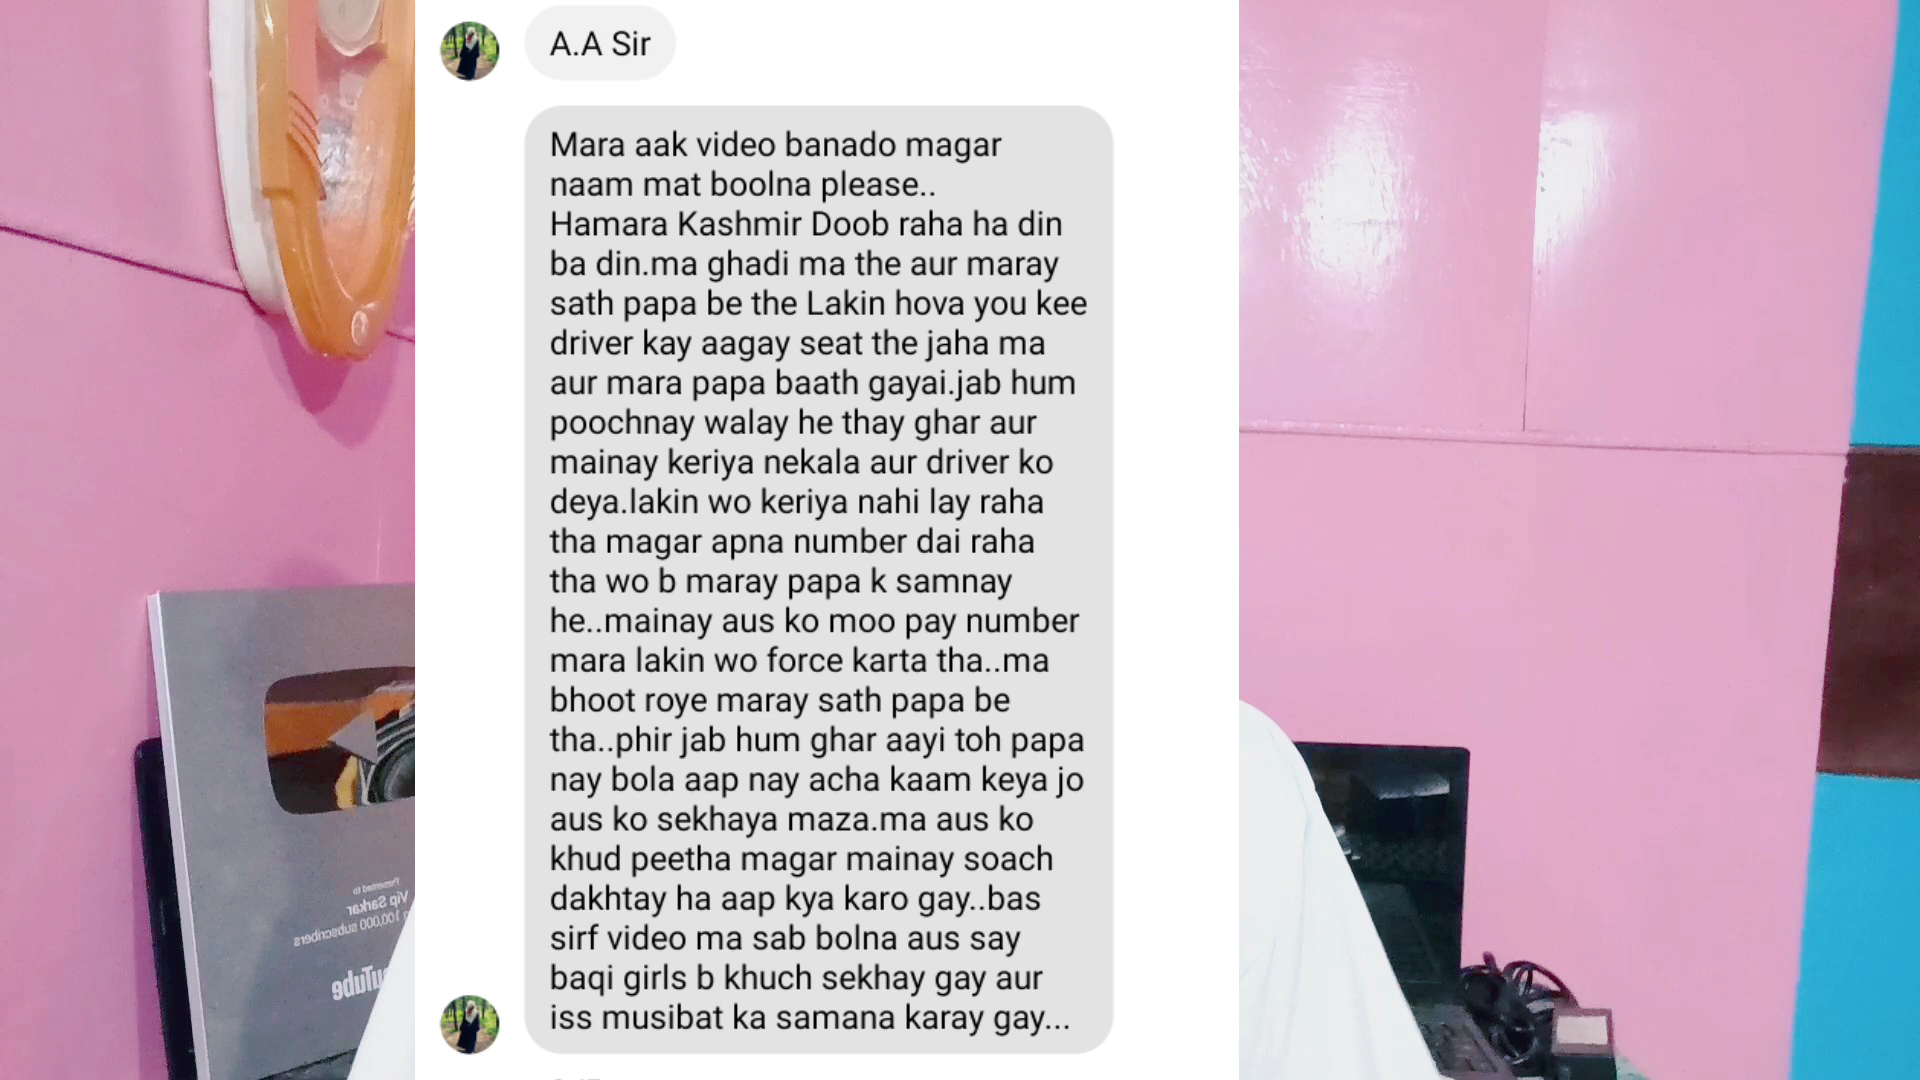 A.A Sir
Mara aak video banado magar
naam mat boolna please..
Hamara Kashmir Doob raha ha din
ba din.ma ghadi ma the aur maray
sath papa be the Lakin hova you kee
driver kay aagay seat the jaha ma
aur mara papa baath gayai.jab hum
poochnay walay he thay ghar aur
mainay keriya nekala aur driver ko
deya.lakin wo keriya nahi lay raha
tha magar apna number dai raha
tha wo b maray papa k samnay
he..mainay aus ko moo pay number
mara lakin wo force karta tha..ma
bhoot roye maray sath papa be
tha..phir jab hum ghar aayi toh papa
nay bola aap nay acha kaam keya jo
aus ko sekhaya maza.ma aus ko
khud peetha magar mainay soach
dakhtay ha aap kya karo gay..bas
sirf video ma sab bolna aus say
baqi girls b khuch sekhay gay aur
iss musibat ka samana karay gay...
Presented to
Vip Sarkar
100,000 subscribers